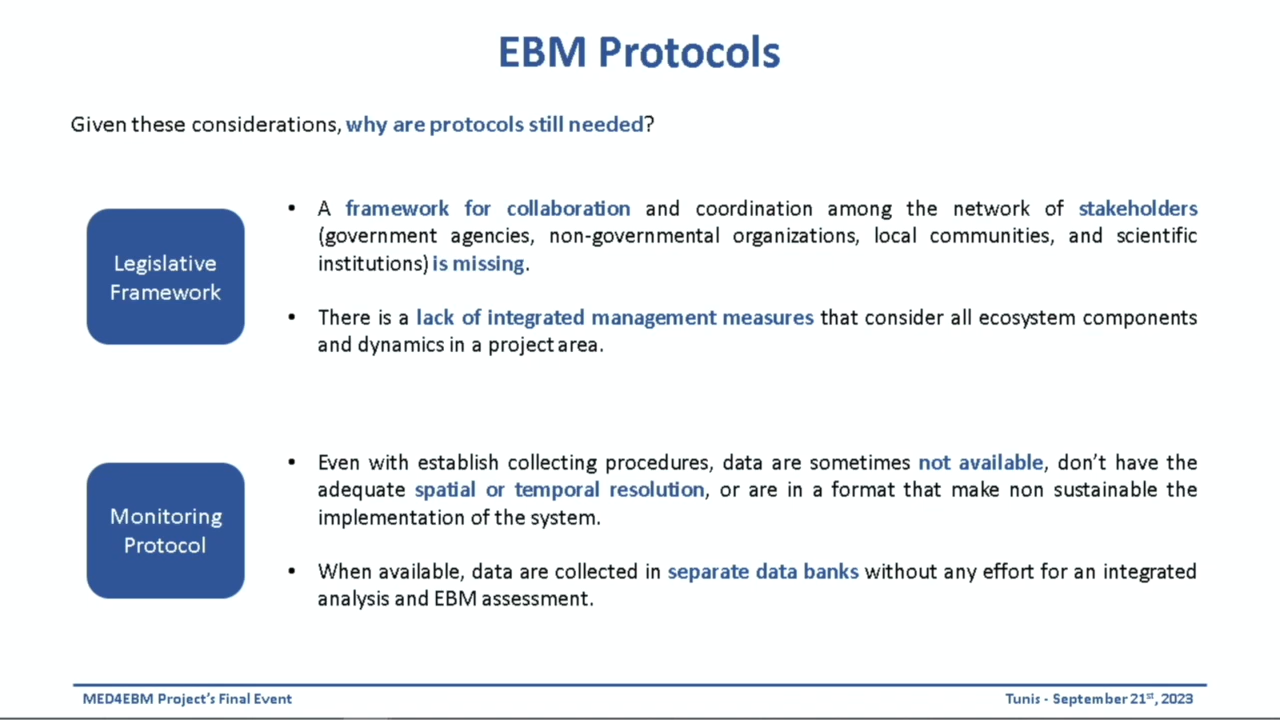 EBM Protocols
Given these considerations, why are protocols still needed?
Legislative
Framework
• A framework for collaboration and coordination among the network of stakeholders
(government agencies, non-governmental organizations, local communities, and scientific
institutions) is missing.
• There is a lack of integrated management measures that consider all ecosystem components
and dynamics in a project area.
Monitoring
Protocol
• Even with establish collecting procedures, data are sometimes not available, don't have the
adequate spatial or temporal resolution, or are in a format that make non sustainable the
implementation of the system.
• When available, data are collected in separate data banks without any effort for an integrated
analysis and EBM assessment.
MED4EBM Project's Final Event
Tunis - September 21st, 2023